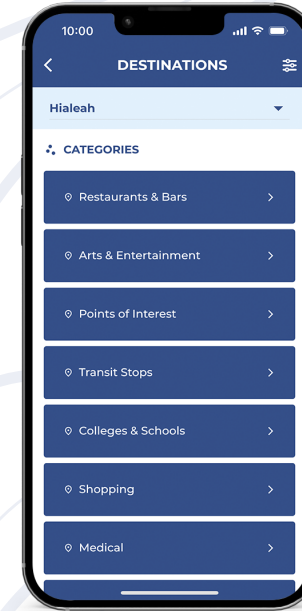 10:00
DESTINATIONS
Hialeah
CATEGORIES
Restaurants & Bars
Arts & Entertainment
Points of Interest
Transit Stops
Colleges & Schools
Shopping
Medical